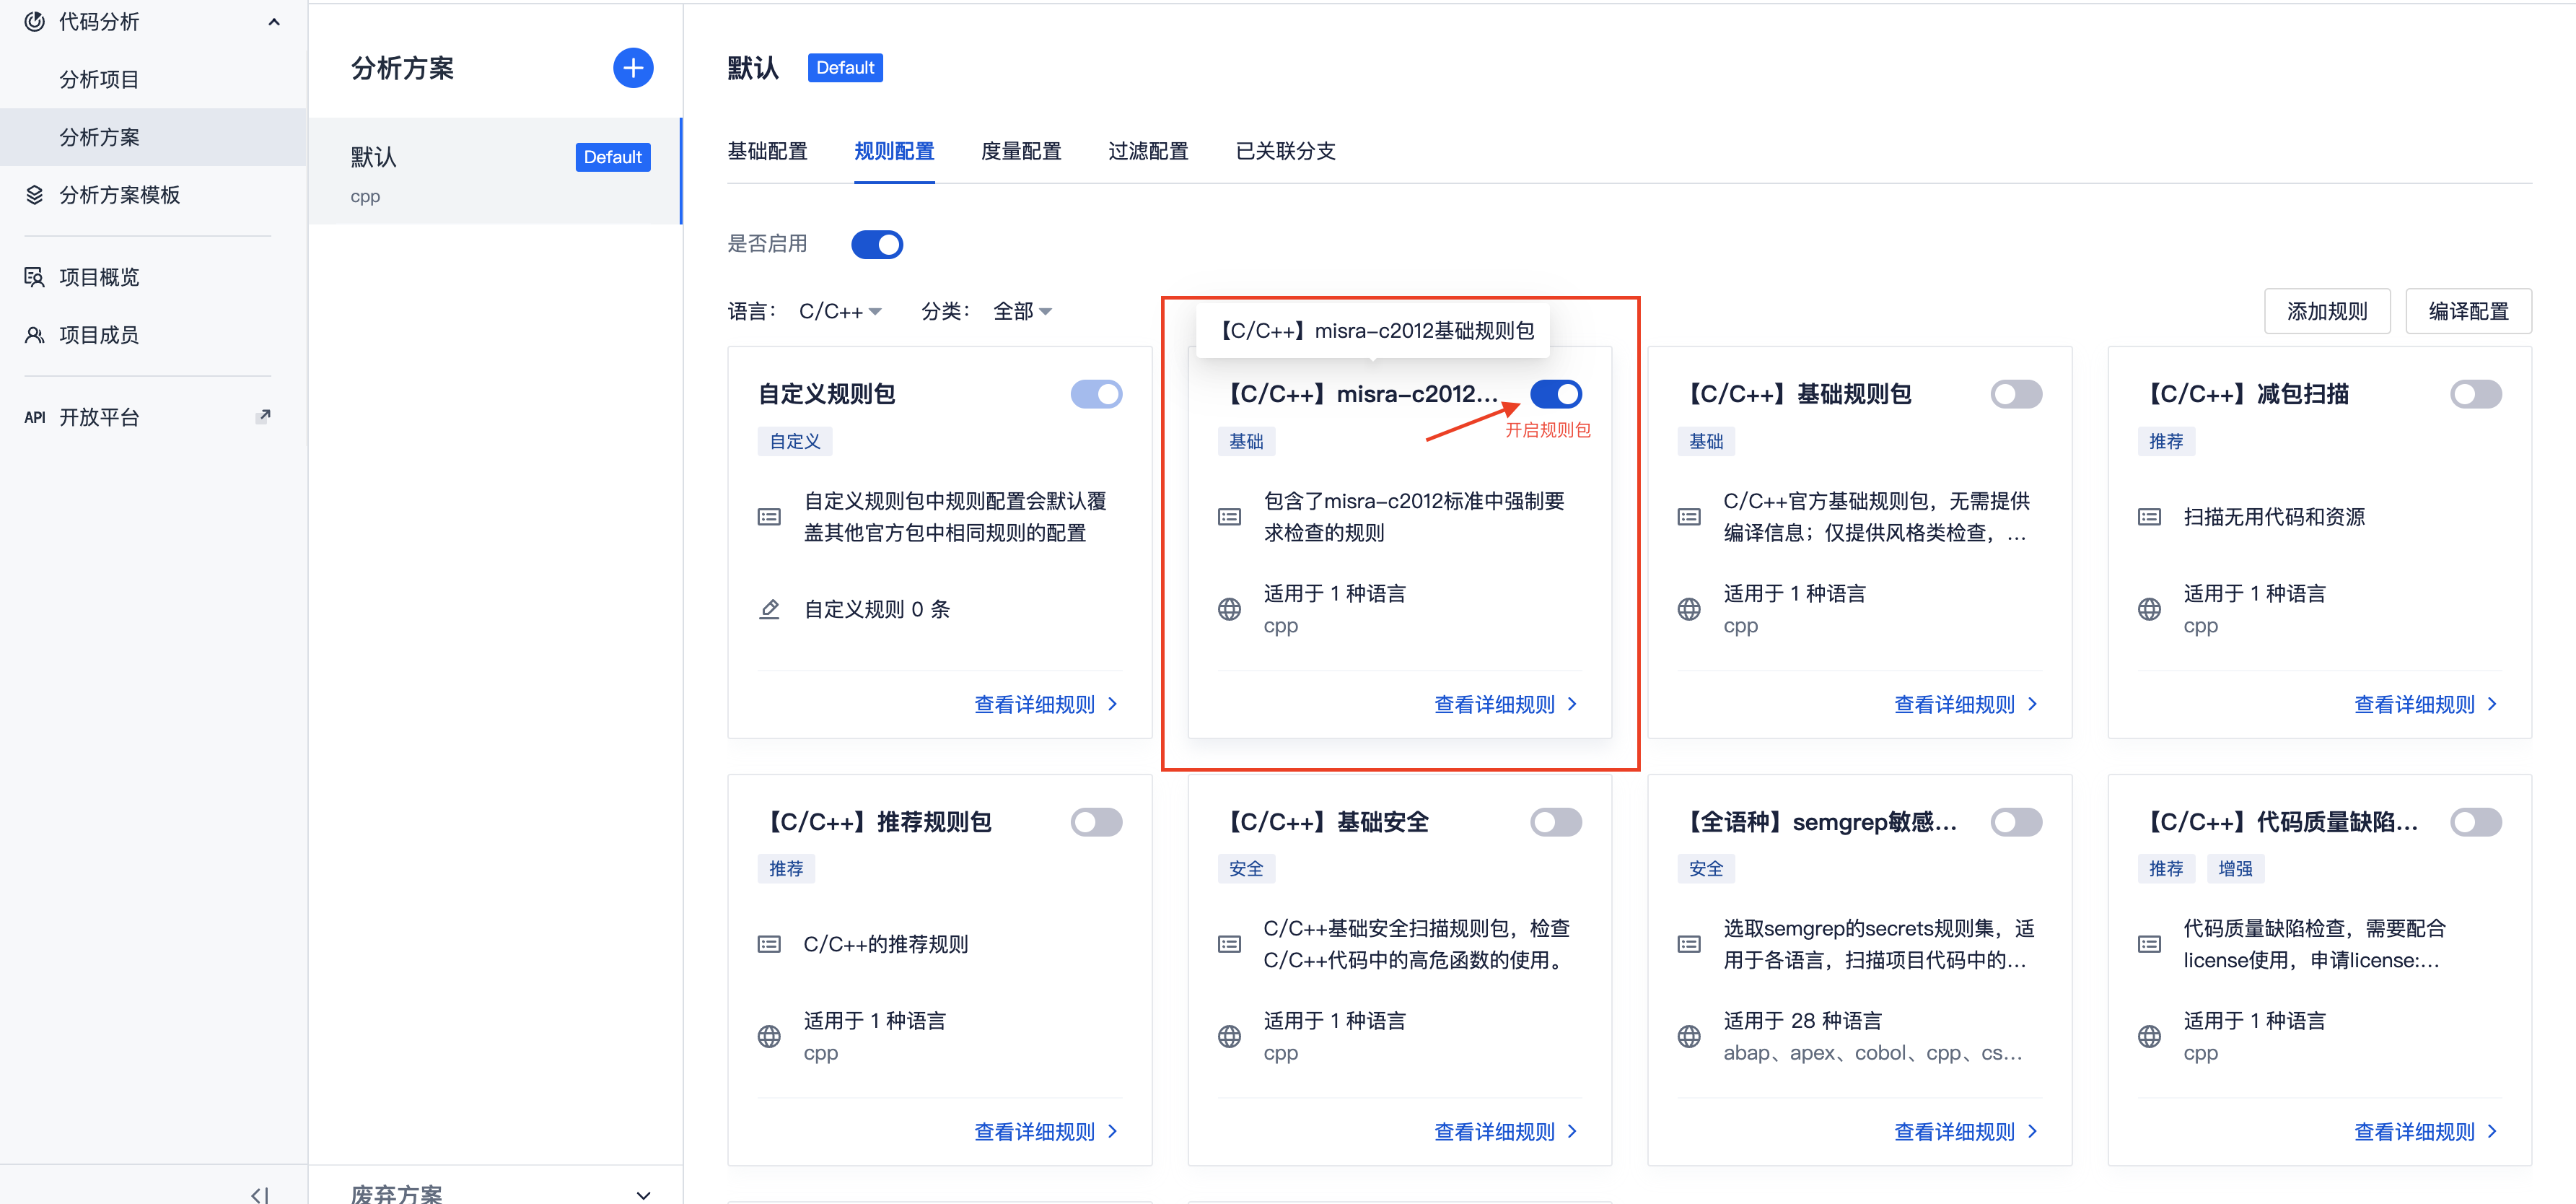 代码分析
分析项目
分析方案
分析方案模板
项目概览
项目成员
API 开放平台
分析方案
默认
Default
cpp
废弃方案
默认
Default
基础配置
规则配置
度量配置
过滤配置
已关联分支
是否启用
语言： C/C++
分类： 全部
添加规则
编译配置
【C/C++】misra-c2012基础规则包
自定义规则包
自定义
自定义规则包中规则配置会默认覆
盖其他官方包中相同规则的配置
自定义规则 0 条
查看详细规则
【C/C++】misra-c2012...
开启规则包
基础
包含了misra-c2012标准中强制要
求检查的规则
适用于 1 种语言
cpp
查看详细规则
【C/C++】基础规则包
基础
C/C++官方基础规则包，无需提供
编译信息；仅提供风格类检查，...
适用于 1 种语言
cpp
查看详细规则
【C/C++】减包扫描
推荐
扫描无用代码和资源
适用于 1 种语言
cpp
查看详细规则
【C/C++】推荐规则包
推荐
C/C++的推荐规则
适用于 1 种语言
cpp
查看详细规则
【C/C++】基础安全
安全
C/C++基础安全扫描规则包，检查
C/C++代码中的高危函数的使用。
适用于 1 种语言
cpp
查看详细规则
【全语种】semgrep敏感...
安全
选取semgrep的secrets规则集，适
用于各语言，扫描项目代码中的...
适用于 28 种语言
abap、apex、cobol、cpp、cs...
查看详细规则
【C/C++】代码质量缺陷...
推荐
增强
代码质量缺陷检查，需要配合
license使用，申请license:...
适用于 1 种语言
cpp
查看详细规则